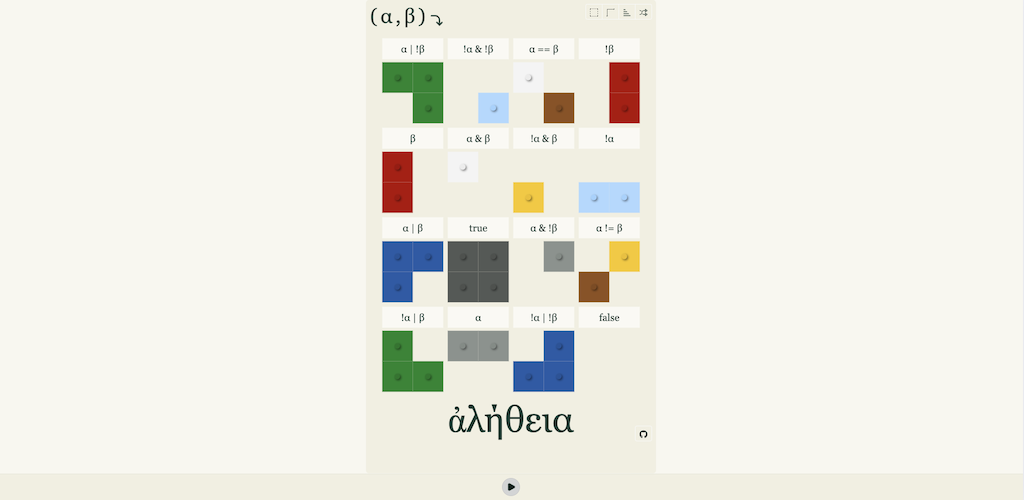 (α,β)
α | !β !α & !β α == β !β
β α & β !α & β !α
α | β true α & !β α != β
!α | β α !α | !β false
ἀλήθεια